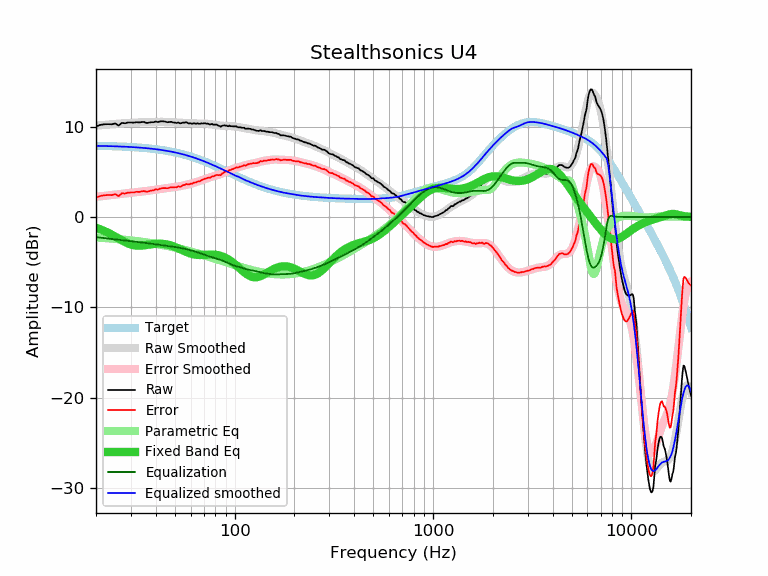 Stealthsonics U4
Amplitude (dBr)
10
0
−10
−20
−30
Target
Raw Smoothed
Error Smoothed
Raw
Error
Parametric Eq
Fixed Band Eq
Equalization
Equalized smoothed
100
1000
10000
Frequency (Hz)